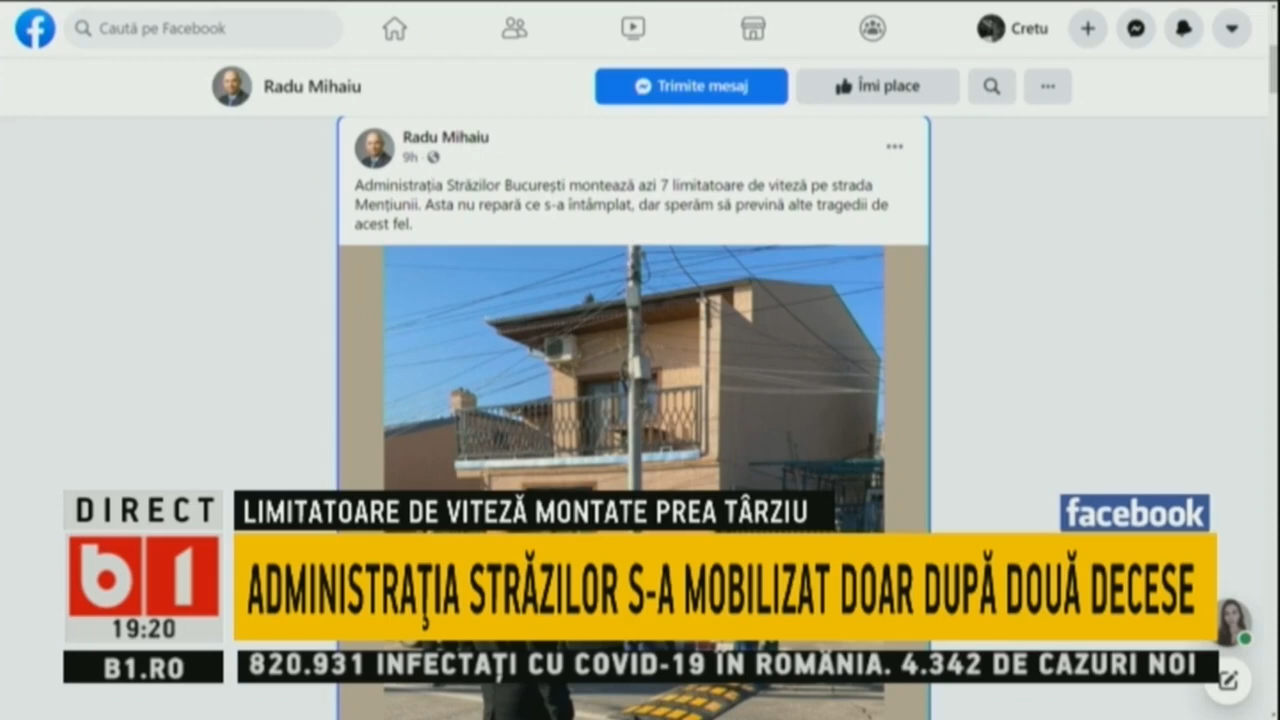 Caută pe Facebook
Cretu
Radu Mihaiu
Trimite mesaj
Îmi place
Radu Mihaiu
9h
Administrația Străzilor București montează azi 7 limitatoare de viteză pe strada
Mențiunii. Asta nu repară ce s-a întâmplat, dar sperăm să prevină alte tragedii de
acest fel.
DIRECT
LIMITATOARE DE VITEZĂ MONTATE PREA TÂRZIU
facebook
b1
ADMINISTRAŢIA STRĂZILOR S-A MOBILIZAT DOAR DUPĂ DOUĂ DECESE
19:20
B1.RO
820.931 INFECTAȚI CU COVID-19 IN ROMÂNIA. 4.342 DE CAZURI NOI